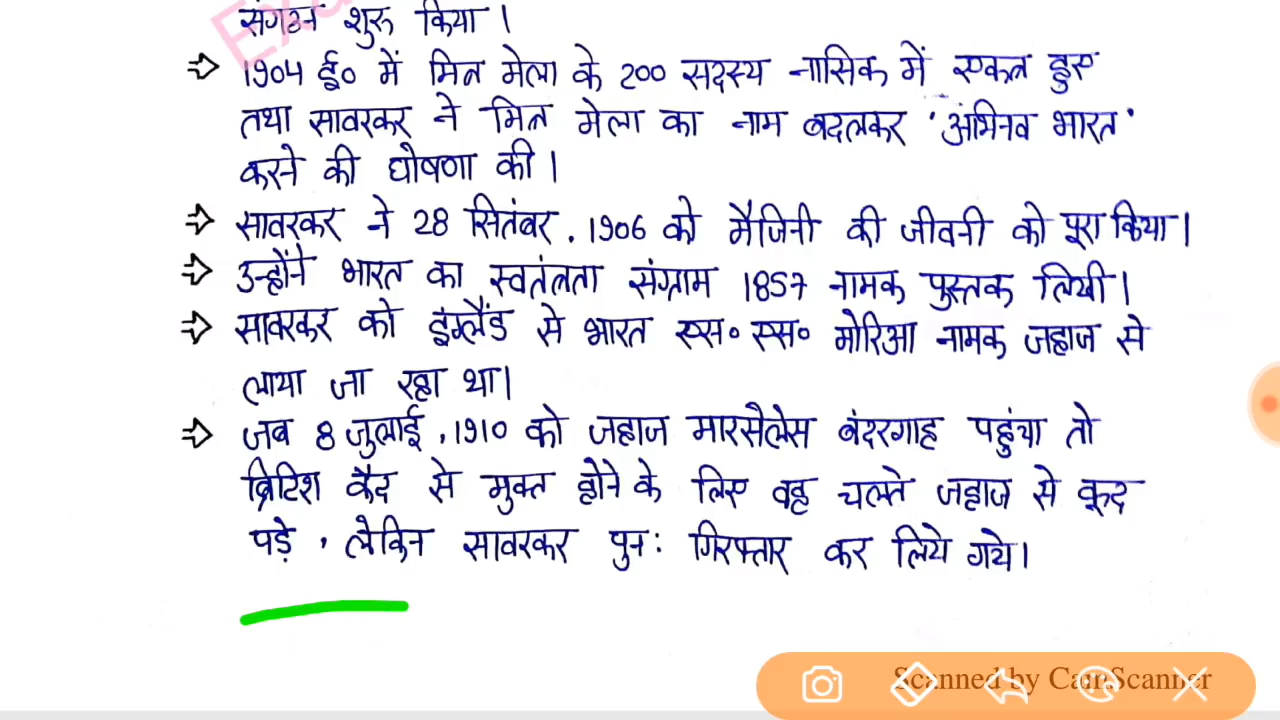 संगठन शुरू किया।
⇒ 1904 ई० में मित्र मेला के 200 सदस्य नासिक में एकत्र हुए
तथा सावरकर ने मित्र मेला का नाम बदलकर 'अभिनव भारत'
करने की घोषणा की।
⇒ सावरकर ने 28 सितंबर, 1906 को मैजिनी की जीवनी को पूरा किया।
⇒ उन्होंने भारत का स्वतंत्रता संग्राम 1857 नामक पुस्तक लिखी।
⇒ सावरकर को इंग्लैंड से भारत एस० एस० मोरिआ नामक जहाज से
लाया जा रहा था।
⇒ जब 8 जुलाई, 1910 को जहाज मारसैलेस बंदरगाह पहुंचा तो
ब्रिटिश कैद से मुक्त होने के लिए वह चलते जहाज से कूद
पड़े, लेकिन सावरकर पुन: गिरफ्तार कर लिये गये।
Scanned by CamScanner